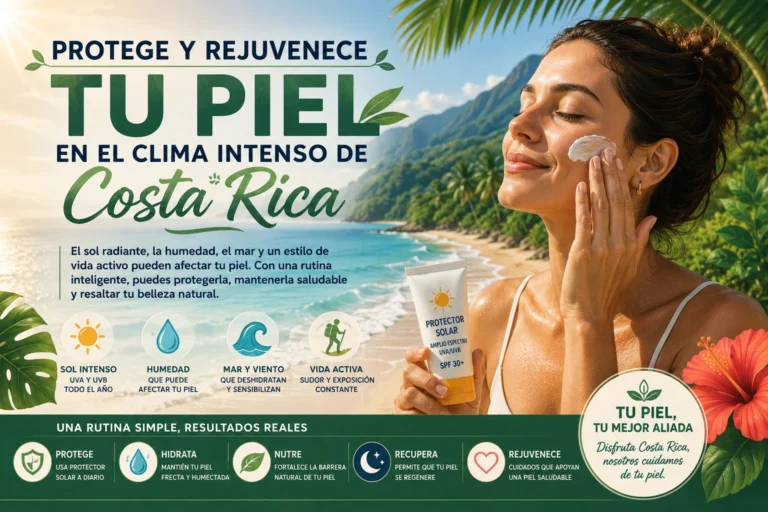 PROTEGE Y REJUVENECE
TU PIEL
EN EL CLIMA INTENSO DE
Costa Rica
El sol radiante, la humedad, el mar y un estilo de
vida activo pueden afectar tu piel. Con una rutina
inteligente, puedes protegerla, mantenerla saludable
y resaltar tu belleza natural.
SOL INTENSO
UVA y UVB
TODO EL AÑO
HUMEDAD
QUE PUEDE
AFECTAR TU PIEL
MAR Y VIENTO
QUE DESHIDRATAN
Y SENSIBILIZAN
VIDA ACTIVA
SUDOR Y EXPOSICIÓN
CONSTANTE
PROTECTOR
SOLAR
AMPLIO ESPECTRO
UVA/UVB
SPF 30+
UNA RUTINA SIMPLE, RESULTADOS REALES
PROTEGE
USA PROTECTOR
SOLAR A DIARIO
HIDRATA
MANTIÉN TU PIEL
FRECTA Y HUMECTADA
NUTRE
FORTALECE LA BARRERA
NATURAL DE TU PIEL
RECUPERA
PERMITE QUE TU PIEL
SE REGENERE
REJUVENECE
CUIDADOS QUE APOYAN
UNA PIEL SALUDABLE
TU PIEL,
TU MEJOR ALIADA
Disfruta Costa Rica,
nosotros cuidamos
de tu piel.